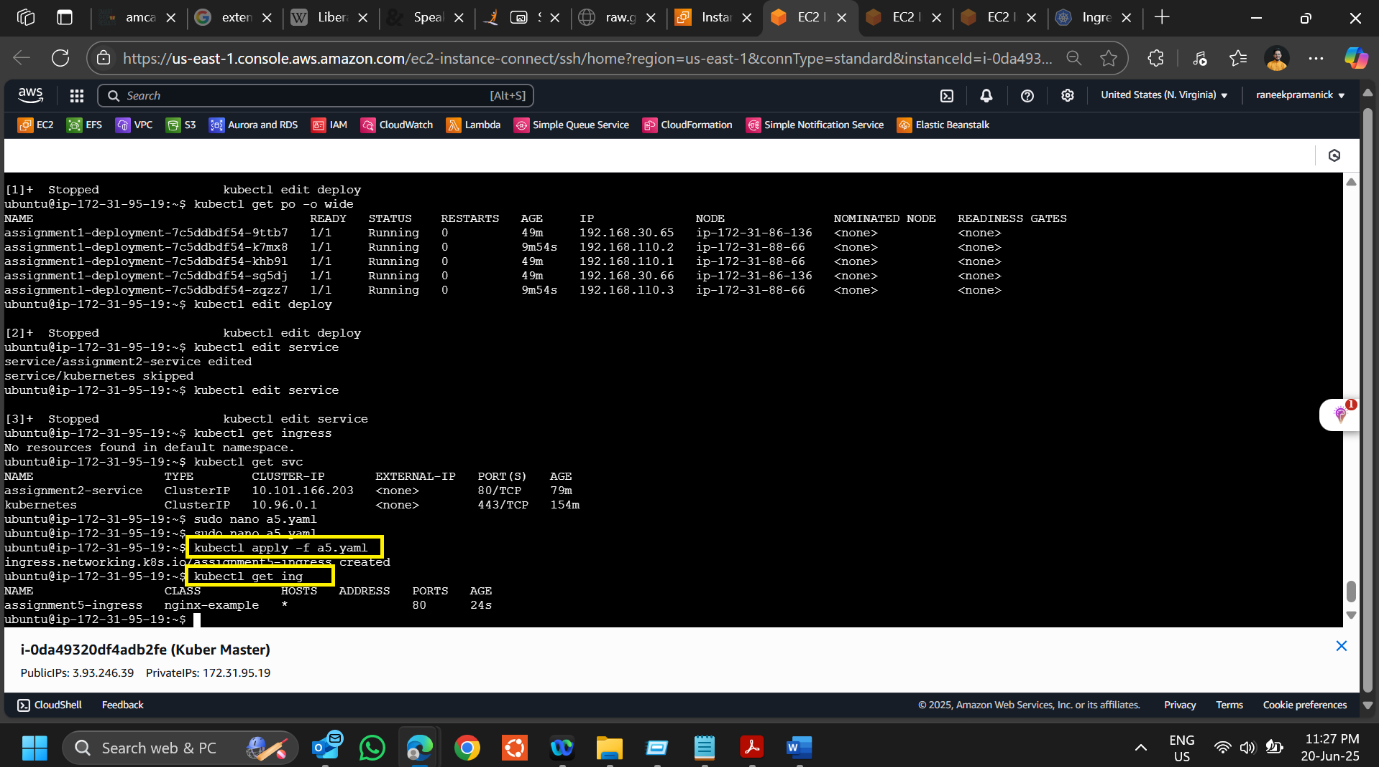 amca
exten
Liber
Speal
S
raw.g
Instan
EC2 I
EC2 I
EC2 I
Ingre
https://us-east-1.console.aws.amazon.com/ec2-instance-connect/ssh/home?region=us-east-1&connType=standard&instanceId=i-0da493...
aws
Search
[Alt+S]
United States (N. Virginia)
raneekpramanick
EC2
EFS
VPC
S3
Aurora and RDS
IAM
CloudWatch
Lambda
Simple Queue Service
CloudFormation
Simple Notification Service
Elastic Beanstalk
[1]+  Stopped                 kubectl edit deploy
ubuntu@ip-172-31-95-19:~$ kubectl get po -o wide
NAME                                     READY   STATUS    RESTARTS   AGE     IP              NODE               NOMINATED NODE   READINESS GATES
assignment1-deployment-7c5ddbdf54-9ttb7   1/1     Running   0          49m     192.168.30.65   ip-172-31-86-136   <none>           <none>
assignment1-deployment-7c5ddbdf54-k7mx8   1/1     Running   0          9m54s   192.168.110.2   ip-172-31-88-66    <none>           <none>
assignment1-deployment-7c5ddbdf54-khb9l   1/1     Running   0          49m     192.168.110.1   ip-172-31-88-66    <none>           <none>
assignment1-deployment-7c5ddbdf54-sg5dj   1/1     Running   0          49m     192.168.30.66   ip-172-31-86-136   <none>           <none>
assignment1-deployment-7c5ddbdf54-zqzz7   1/1     Running   0          9m54s   192.168.110.3   ip-172-31-88-66    <none>           <none>
ubuntu@ip-172-31-95-19:~$ kubectl edit deploy
[2]+  Stopped                 kubectl edit deploy
ubuntu@ip-172-31-95-19:~$ kubectl edit service
service/assignment2-service edited
service/kubernetes skipped
ubuntu@ip-172-31-95-19:~$ kubectl edit service
[3]+  Stopped                 kubectl edit service
ubuntu@ip-172-31-95-19:~$ kubectl get ingress
No resources found in default namespace.
ubuntu@ip-172-31-95-19:~$ kubectl get svc
NAME                  TYPE        CLUSTER-IP       EXTERNAL-IP   PORT(S)   AGE
assignment2-service   ClusterIP   10.101.166.203   <none>        80/TCP    79m
kubernetes            ClusterIP   10.96.0.1        <none>        443/TCP   154m
ubuntu@ip-172-31-95-19:~$ sudo nano a5.yaml
ubuntu@ip-172-31-95-19:~$ sudo nano a5.yaml
ubuntu@ip-172-31-95-19:~$ kubectl apply -f a5.yaml
ingress.networking.k8s.io/assignment5-ingress created
ubuntu@ip-172-31-95-19:~$ kubectl get ing
NAME                  CLASS           HOSTS   ADDRESS   PORTS   AGE
assignment5-ingress   nginx-example   *                 80      24s
ubuntu@ip-172-31-95-19:~$
1
i-0da49320df4adb2fe (Kuber Master)
PublicIPs: 3.93.246.39    PrivateIPs: 172.31.95.19
CloudShell
Feedback
© 2025, Amazon Web Services, Inc. or its affiliates.
Privacy
Terms
Cookie preferences
Search web & PC
ENG
US
11:27 PM
20-Jun-25